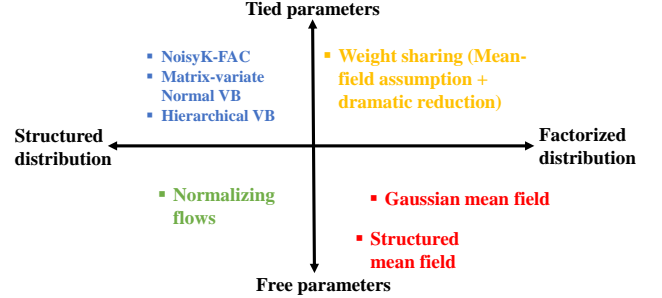 Tied parameters
▪ NoisyK-FAC
▪ Matrix-variate
Normal VB
▪ Hierarchical VB
▪ Weight sharing (Mean-
field assumption +
dramatic reduction)
Structured
distribution
Factorized
distribution
▪ Normalizing
flows
▪ Gaussian mean field
▪ Structured
mean field
Free parameters